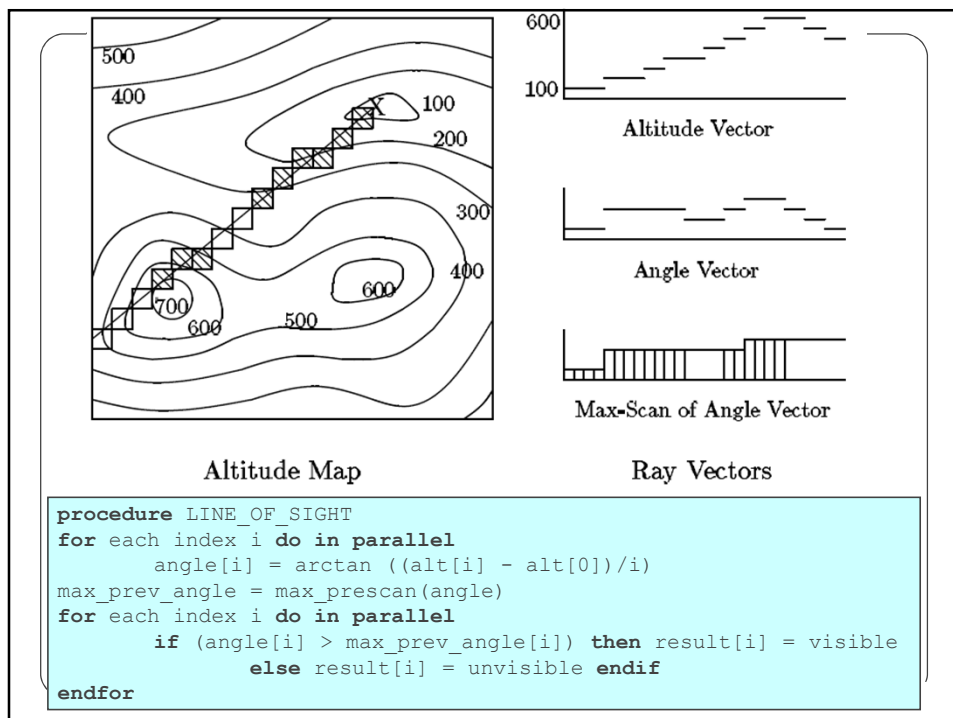 500
400
X
100
200
300
400
700
600
600
500
Altitude Map
600
100
Altitude Vector
Angle Vector
Max-Scan of Angle Vector
Ray Vectors
procedure LINE_OF_SIGHT
for each index i do in parallel
angle[i] = arctan ((alt[i] - alt[0])/i)
max_prev_angle = max_prescan(angle)
for each index i do in parallel
if (angle[i] > max_prev_angle[i]) then result[i] = visible
else result[i] = unvisible endif
endfor